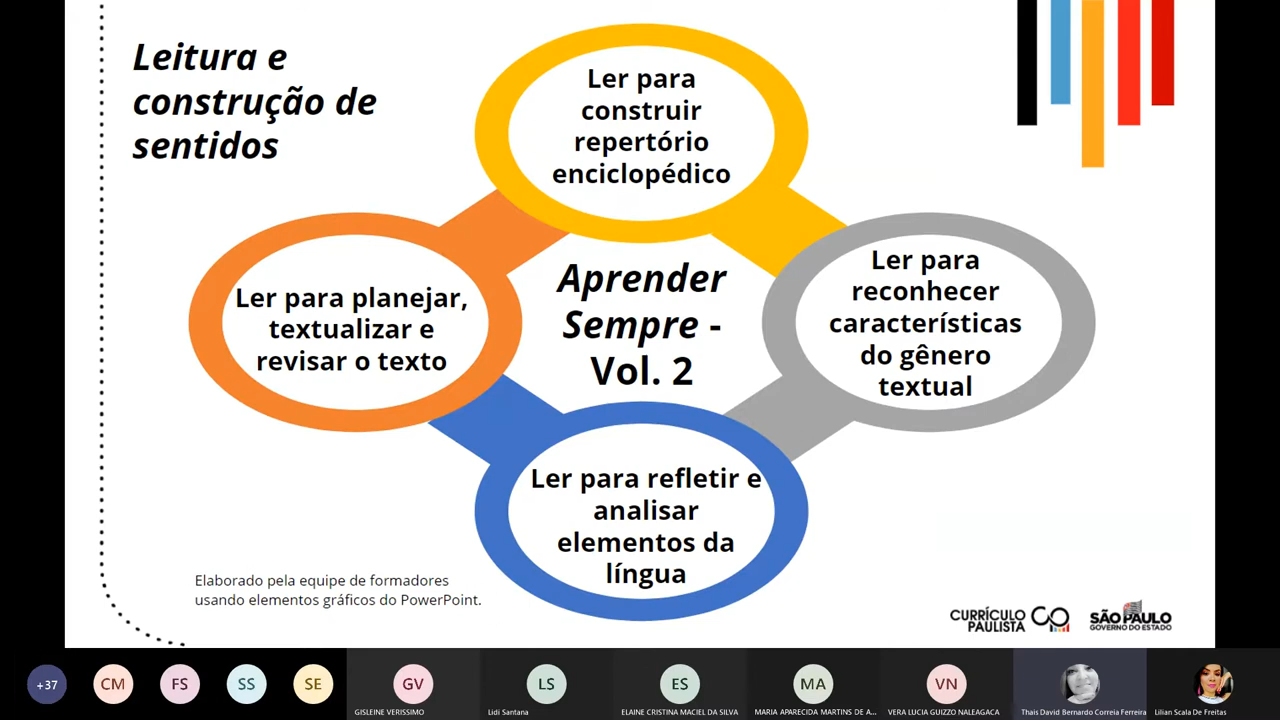 Leitura e
construção de
sentidos
Ler para
construir
repertório
enciclopédico
Ler para planejar,
textualizar e
revisar o texto
Aprender
Sempre -
Vol. 2
Ler para
reconhecer
características
do gênero
textual
Ler para refletir e
analisar
elementos da
língua
Elaborado pela equipe de formadores
usando elementos gráficos do PowerPoint.
CURRÍCULO
PAULISTA
SÃO PAULO
GOVERNO DO ESTADO
+37
CM
FS
SS
SE
GV
LS
ES
MA
VN
GISLEINE VERISSIMO
Lidi Santana
ELAINE CRISTINA MACIEL DA SILVA
MARIA APARECIDA MARTINS DE A...
VERA LUCIA GUIZZO NALEAGACA
Thais David Bernardo Correia Ferreira
Lilian Scala De Freitas